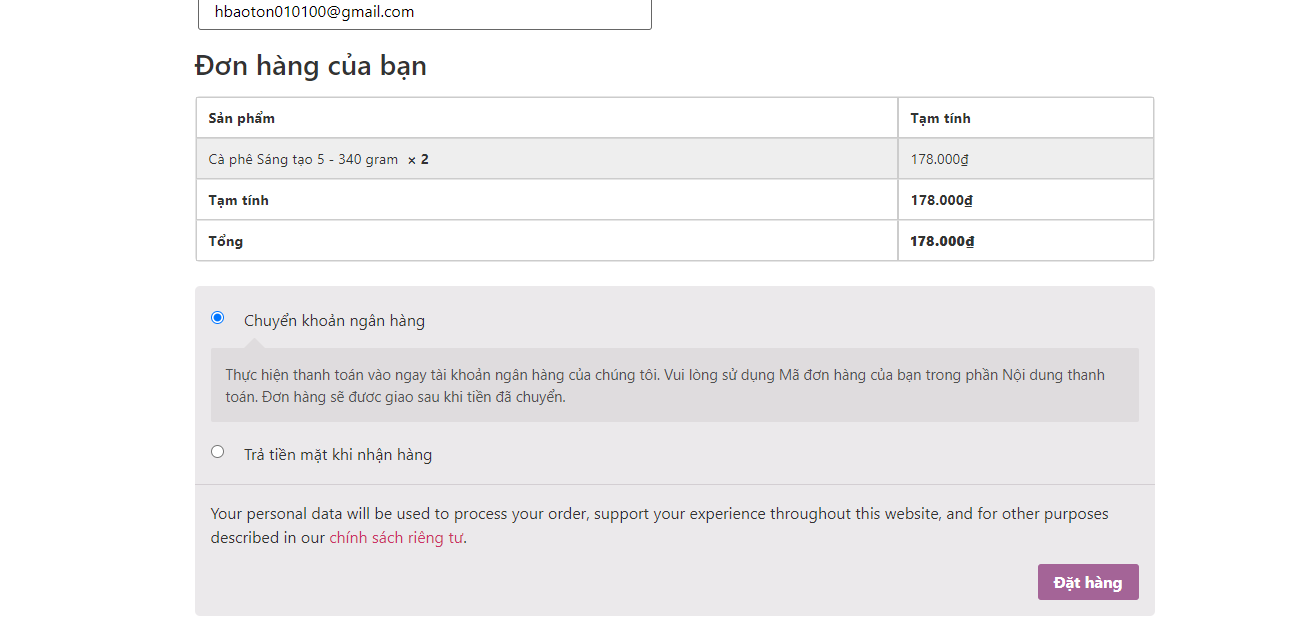 hbaoton010100@gmail.com
Đơn hàng của bạn
Sản phẩm Tạm tính
Cà phê Sáng tạo 5 - 340 gram × 2 178.000₫
Tạm tính 178.000₫
Tổng 178.000₫
Chuyển khoản ngân hàng
Thực hiện thanh toán vào ngay tài khoản ngân hàng của chúng tôi. Vui lòng sử dụng Mã đơn hàng của bạn trong phần Nội dung thanh
toán. Đơn hàng sẽ đươc giao sau khi tiền đã chuyển.
Trả tiền mặt khi nhận hàng
Your personal data will be used to process your order, support your experience throughout this website, and for other purposes
described in our chính sách riêng tư.
Đặt hàng